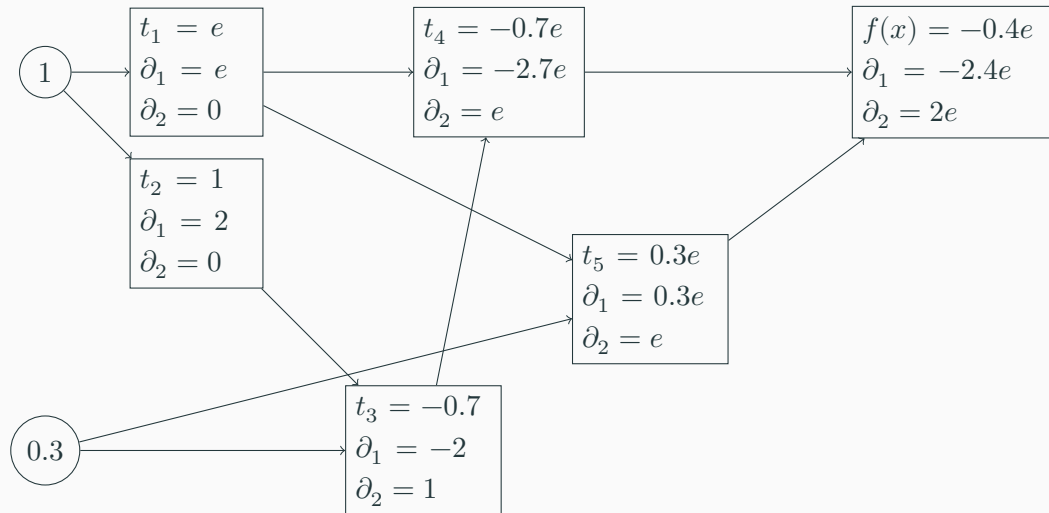 1
t₁ = e
∂₁ = e
∂₂ = 0
t₂ = 1
∂₁ = 2
∂₂ = 0
t₄ = −0.7e
∂₁ = −2.7e
∂₂ = e
f(x) = −0.4e
∂₁ = −2.4e
∂₂ = 2e
t₅ = 0.3e
∂₁ = 0.3e
∂₂ = e
0.3
t₃ = −0.7
∂₁ = −2
∂₂ = 1